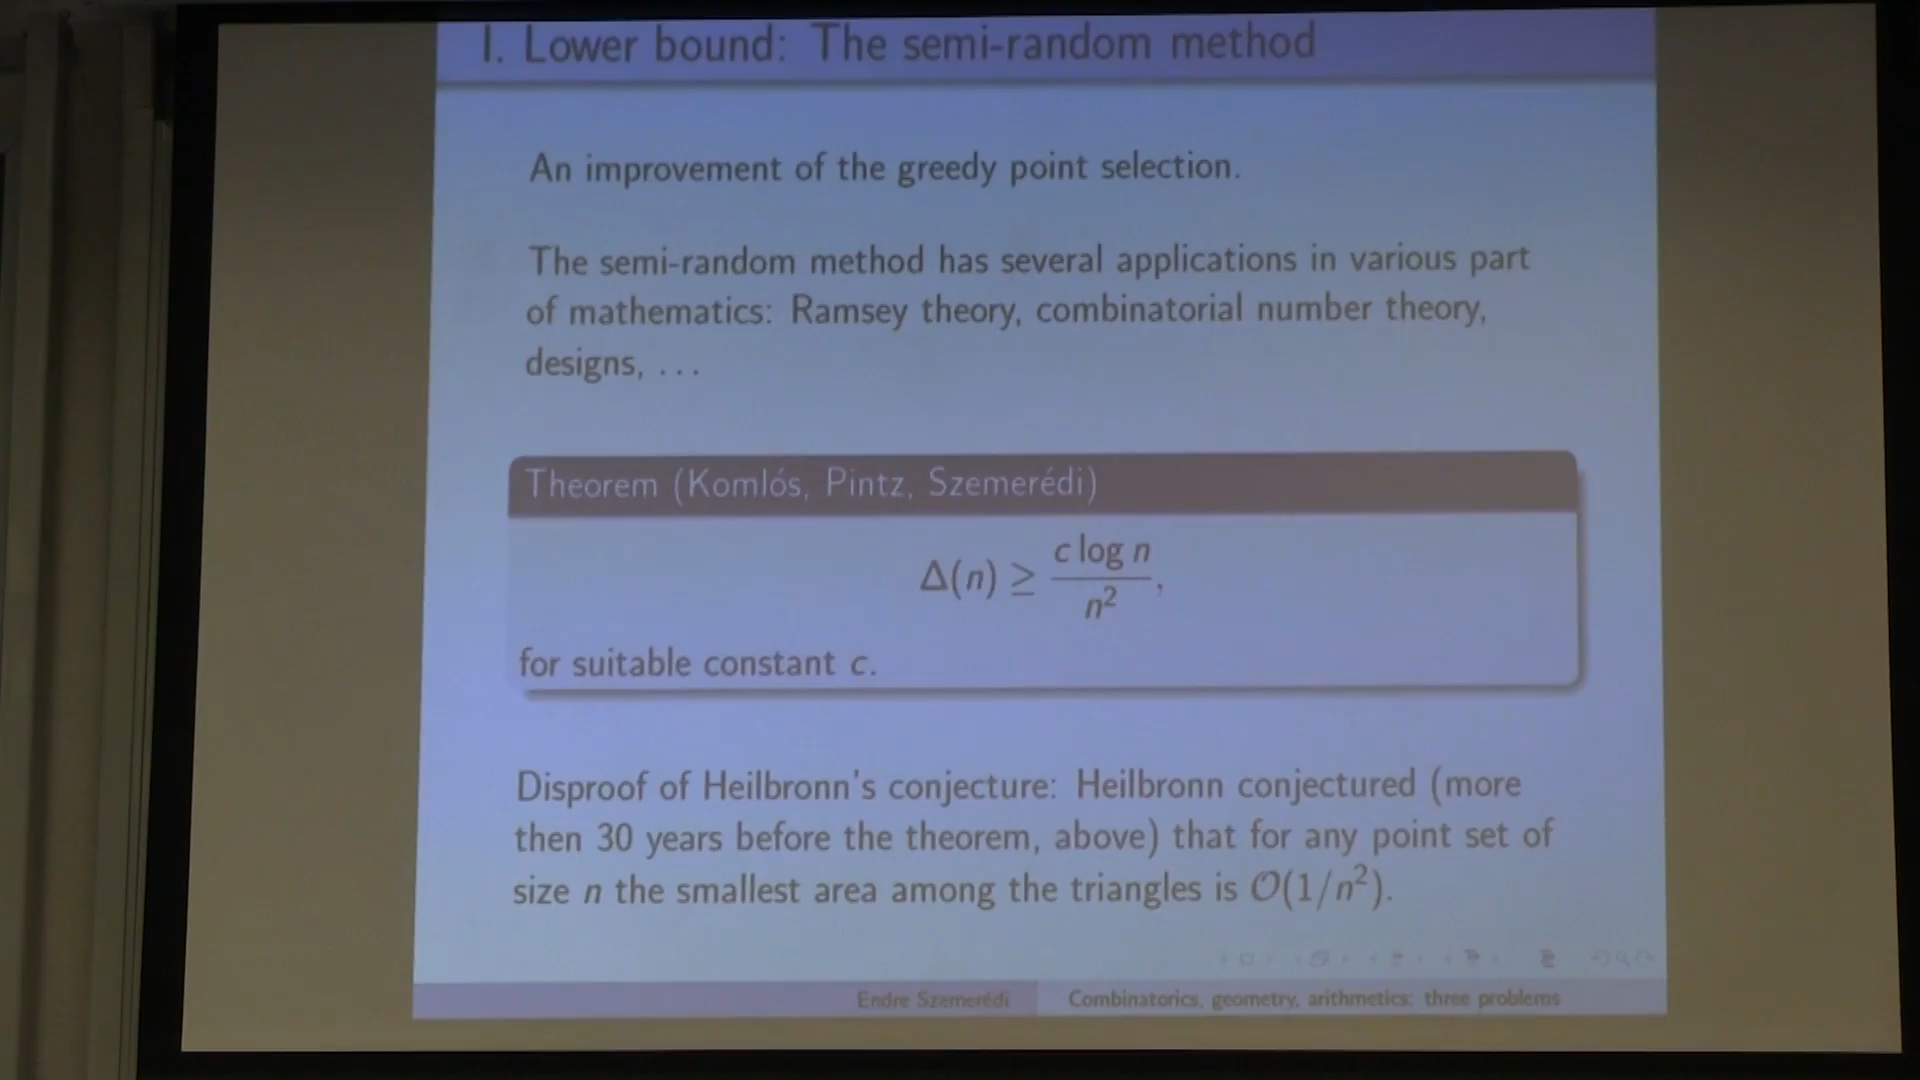 I. Lower bound: The semi-random method
An improvement of the greedy point selection.
The semi-random method has several applications in various part
of mathematics: Ramsey theory, combinatorial number theory,
designs, ...
Theorem (Komlós, Pintz, Szemerédi)
Δ(n) ≥ c log n / n²,
for suitable constant c.
Disproof of Heilbronn's conjecture: Heilbronn conjectured (more
then 30 years before the theorem, above) that for any point set of
size n the smallest area among the triangles is O(1/n²).
Endre Szemerédi Combinatorics, geometry, arithmetics: three problems